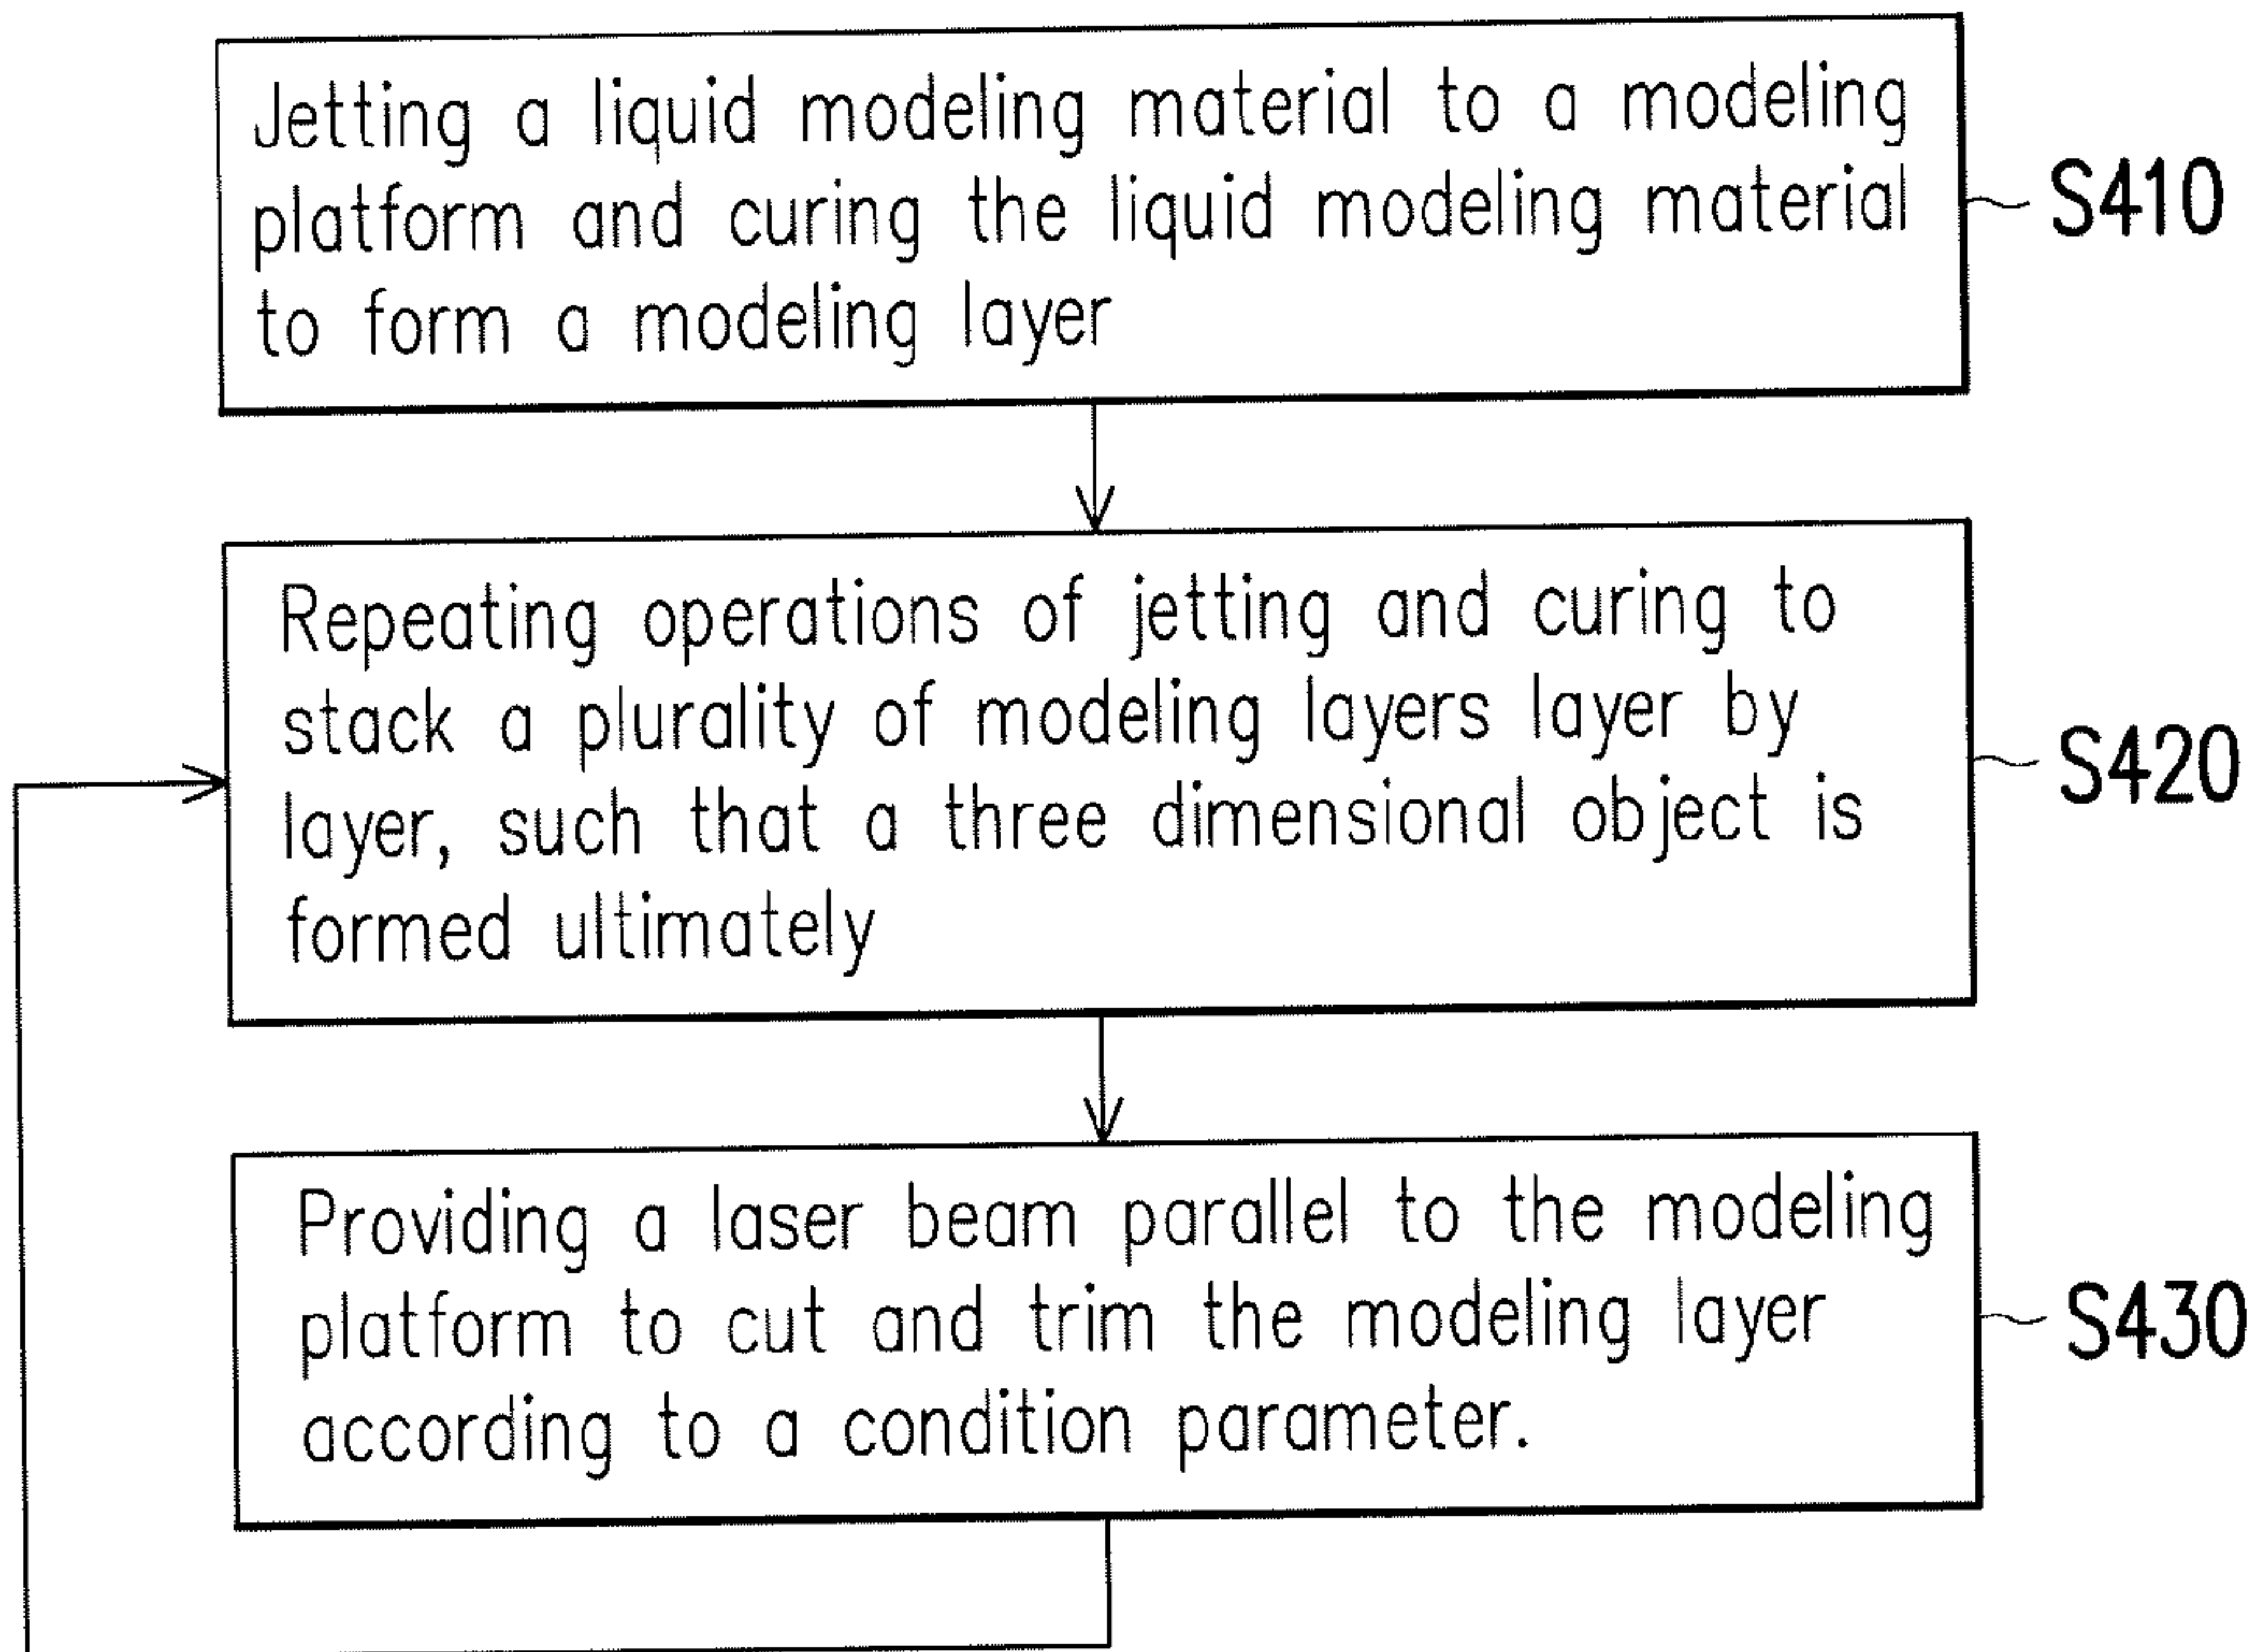 Jetting a liquid modeling material to a modeling
platform and curing the liquid modeling material
to form a modeling layer
S410
Repeating operations of jetting and curing to
stack a plurality of modeling layers layer by
layer, such that a three dimensional object is
formed ultimately
S420
Providing a laser beam parallel to the modeling
platform to cut and trim the modeling layer
according to a condition parameter.
S430